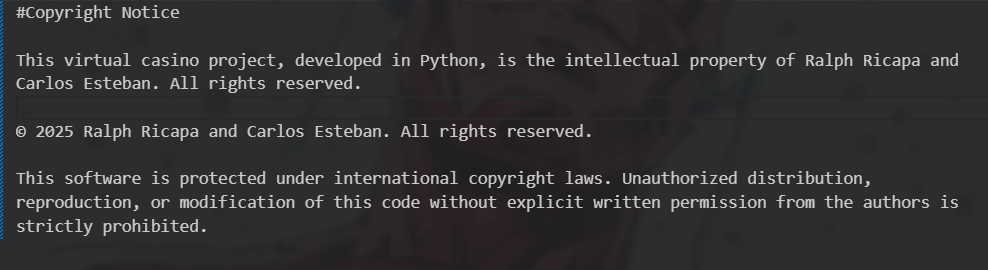 #Copyright Notice
This virtual casino project, developed in Python, is the intellectual property of Ralph Ricapa and
Carlos Esteban. All rights reserved.
© 2025 Ralph Ricapa and Carlos Esteban. All rights reserved.
This software is protected under international copyright laws. Unauthorized distribution,
reproduction, or modification of this code without explicit written permission from the authors is
strictly prohibited.